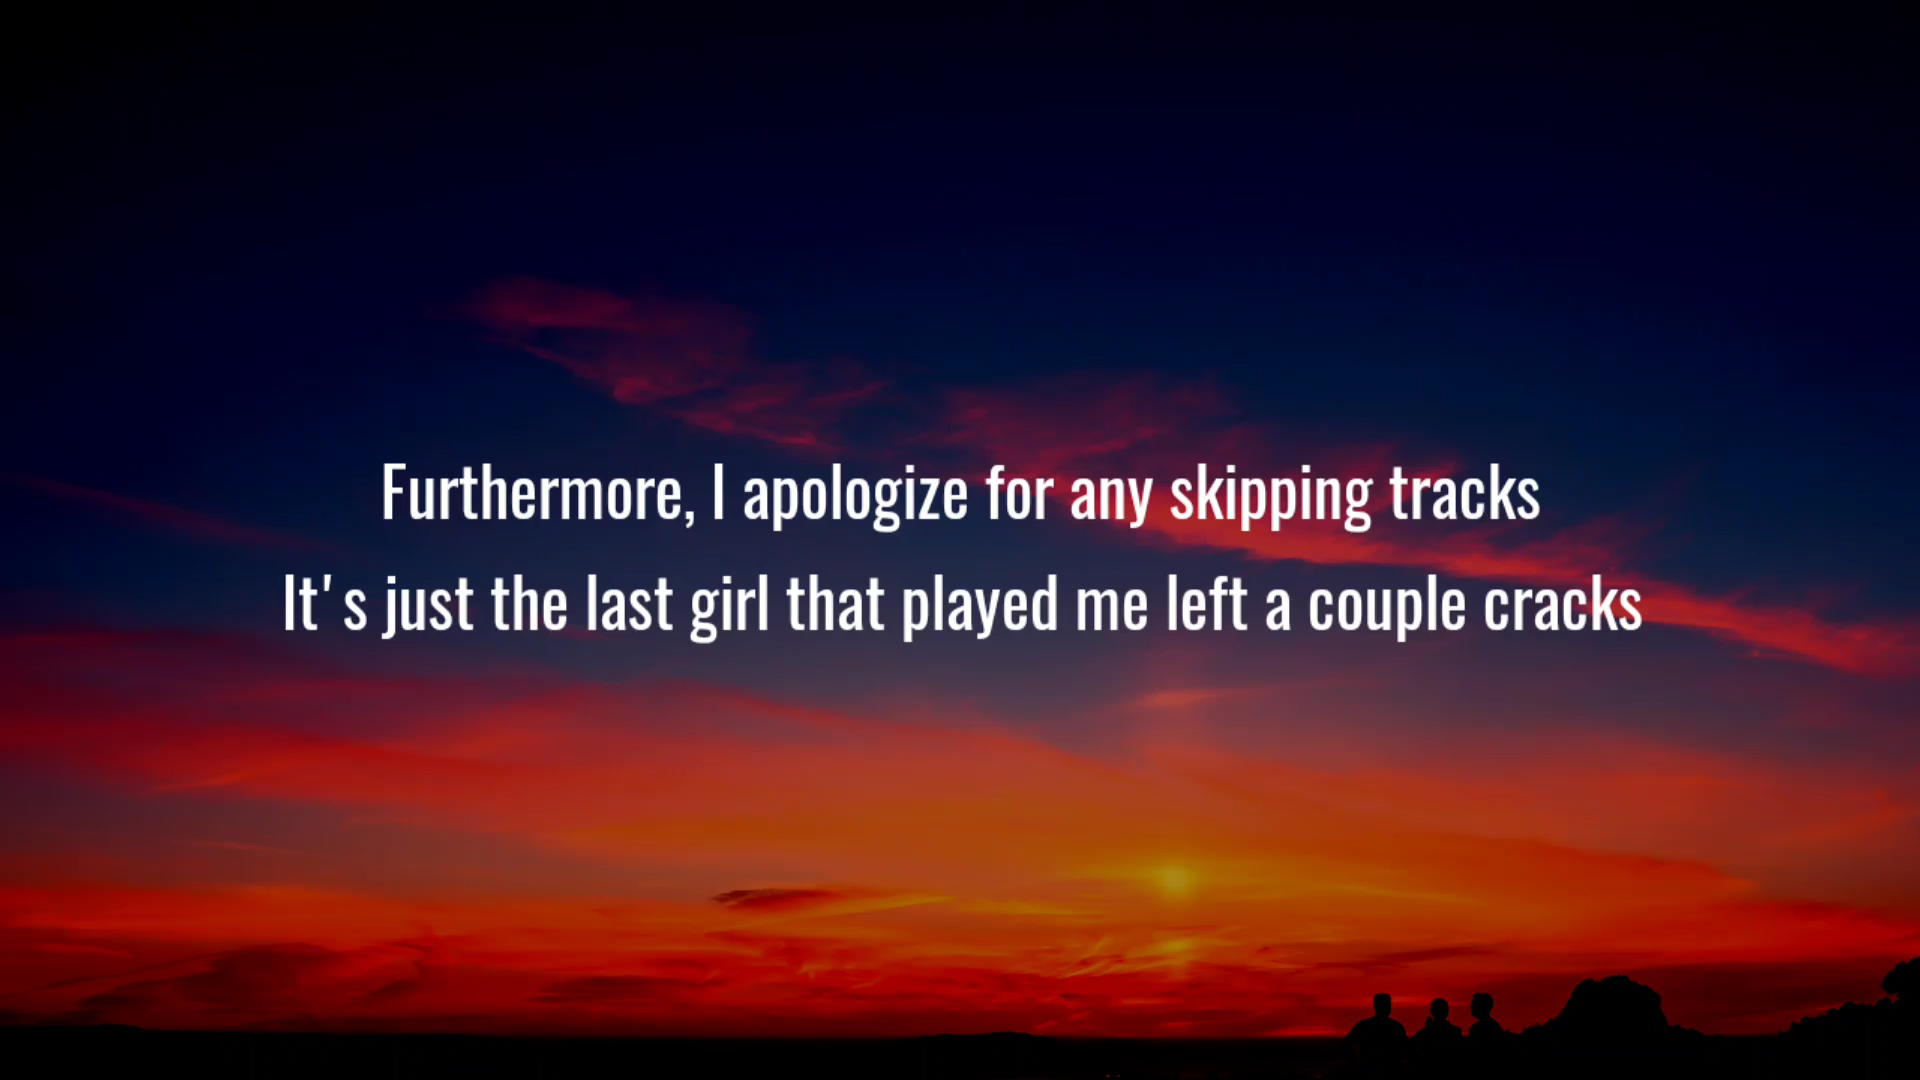 Furthermore, I apologize for any skipping tracks
It's just the last girl that played me left a couple cracks